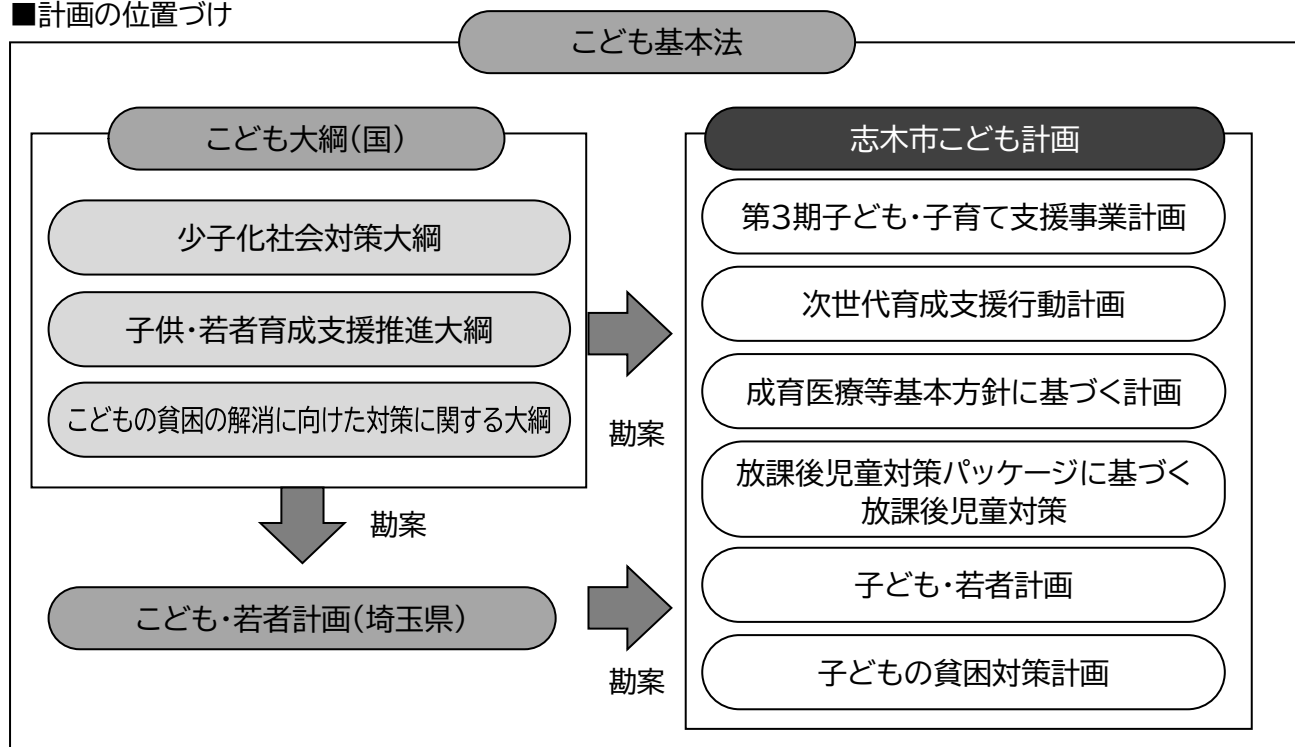 ■計画の位置づけ
こども基本法
こども大綱(国)
少子化社会対策大綱
子供・若者育成支援推進大綱
こどもの貧困の解消に向けた対策に関する大綱
勘案
勘案
こども・若者計画(埼玉県)
勘案
志木市こども計画
第3期子ども・子育て支援事業計画
次世代育成支援行動計画
成育医療等基本方針に基づく計画
放課後児童対策パッケージに基づく
放課後児童対策
子ども・若者計画
子どもの貧困対策計画